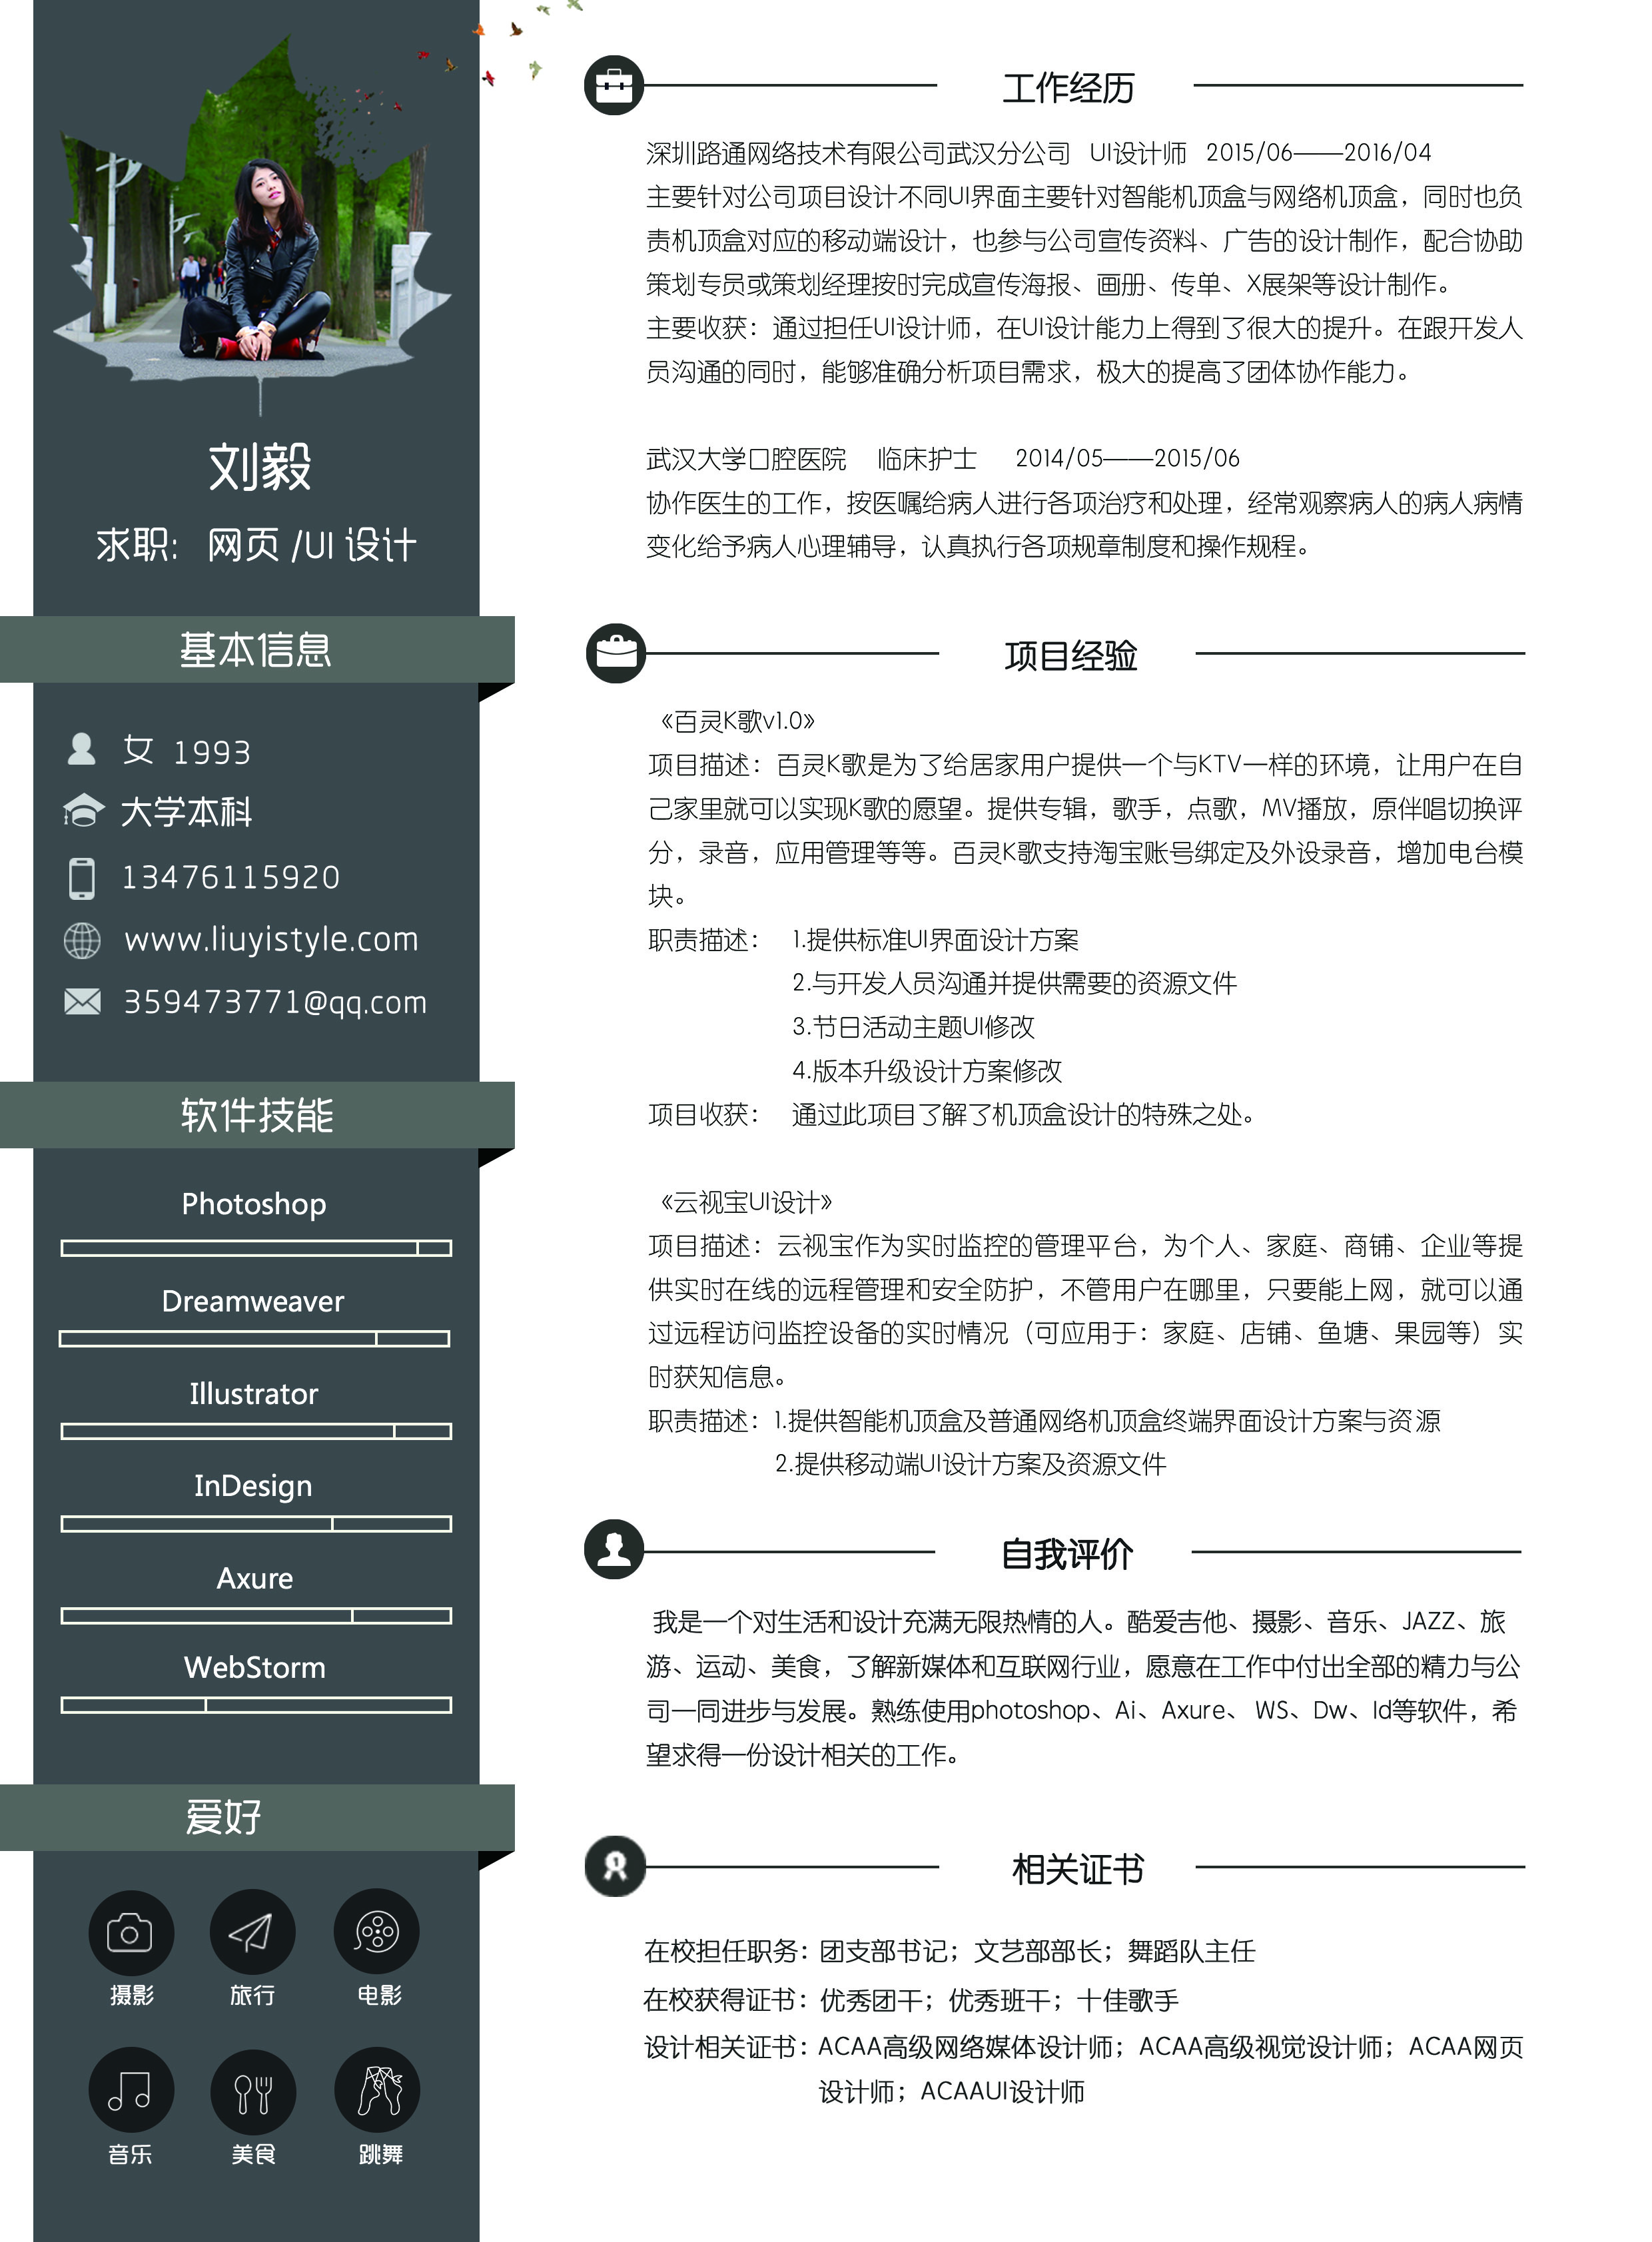 刘毅
求职： 网页 /UI 设计
基本信息
女 1993
大学本科
13476115920
www.liuyistyle.com
359473771@qq.com
软件技能
Photoshop
Dreamweaver
Illustrator
InDesign
Axure
WebStorm
爱好
摄影 旅行 电影
音乐 美食 跳舞
工作经历
深圳路通网络技术有限公司武汉分公司 UI设计师 2015/06——2016/04
主要针对公司项目设计不同UI界面主要针对智能机顶盒与网络机顶盒，同时也负
责机顶盒对应的移动端设计，也参与公司宣传资料、广告的设计制作，配合协助
策划专员或策划经理按时完成宣传海报、画册、传单、X展架等设计制作。
主要收获：通过担任UI设计师，在UI设计能力上得到了很大的提升。在跟开发人
员沟通的同时，能够准确分析项目需求，极大的提高了团体协作能力。
武汉大学口腔医院 临床护士 2014/05——2015/06
协作医生的工作，按医嘱给病人进行各项治疗和处理，经常观察病人的病人病情
变化给予病人心理辅导，认真执行各项规章制度和操作规程。
项目经验
《百灵K歌v1.0》
项目描述：百灵K歌是为了给居家用户提供一个与KTV一样的环境，让用户在自
己家里就可以实现K歌的愿望。提供专辑，歌手，点歌，MV播放，原伴唱切换评
分，录音，应用管理等等。百灵K歌支持淘宝账号绑定及外设录音，增加电台模
块。
职责描述： 1.提供标准UI界面设计方案
2.与开发人员沟通并提供需要的资源文件
3.节日活动主题UI修改
4.版本升级设计方案修改
项目收获： 通过此项目了解了机顶盒设计的特殊之处。
《云视宝UI设计》
项目描述：云视宝作为实时监控的管理平台，为个人、家庭、商铺、企业等提
供实时在线的远程管理和安全防护，不管用户在哪里，只要能上网，就可以通
过远程访问监控设备的实时情况（可应用于：家庭、店铺、鱼塘、果园等）实
时获知信息。
职责描述：1.提供智能机顶盒及普通网络机顶盒终端界面设计方案与资源
2.提供移动端UI设计方案及资源文件
自我评价
我是一个对生活和设计充满无限热情的人。酷爱吉他、摄影、音乐、JAZZ、旅
游、运动、美食，了解新媒体和互联网行业，愿意在工作中付出全部的精力与公
司一同进步与发展。熟练使用photoshop、Ai、Axure、 WS、Dw、Id等软件，希
望求得一份设计相关的工作。
相关证书
在校担任职务：团支部书记；文艺部部长；舞蹈队主任
在校获得证书：优秀团干；优秀班干；十佳歌手
设计相关证书：ACAA高级网络媒体设计师；ACAA高级视觉设计师；ACAA网页
设计师；ACAAUI设计师